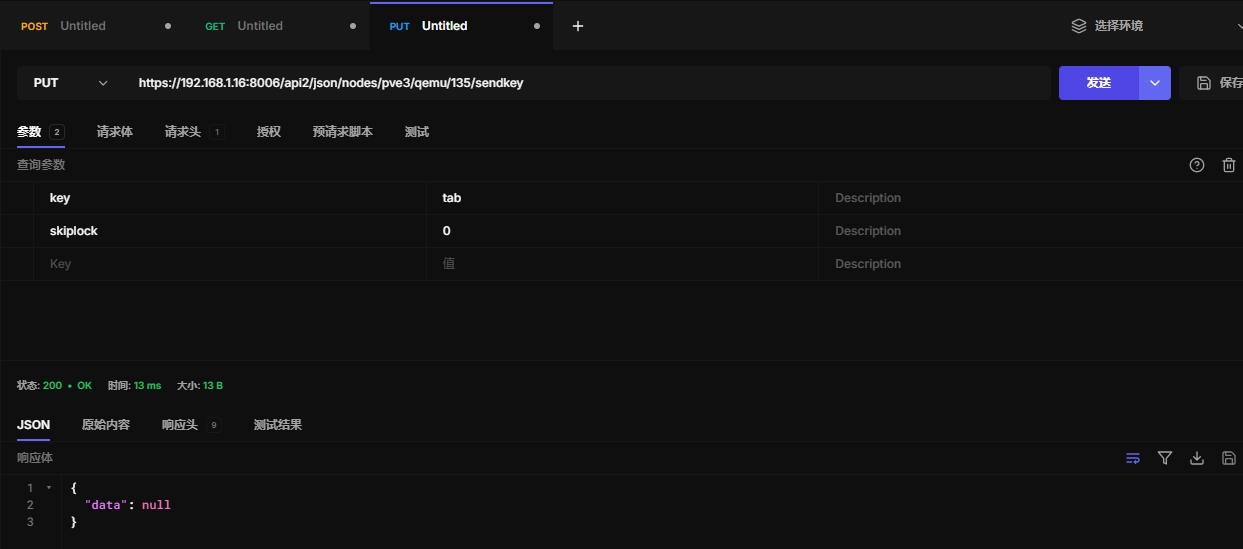 POST Untitled GET Untitled PUT Untitled + 选择环境
PUT https://192.168.1.16:8006/api2/json/nodes/pve3/qemu/135/sendkey 发送 保存
参数 2 请求体 请求头 1 授权 预请求脚本 测试
查询参数
key tab Description
skiplock 0 Description
Key 值 Description
状态: 200 • OK 时间: 13 ms 大小: 13 B
JSON 原始内容 响应头 9 测试结果
响应体
1 {
2 "data": null
3 }